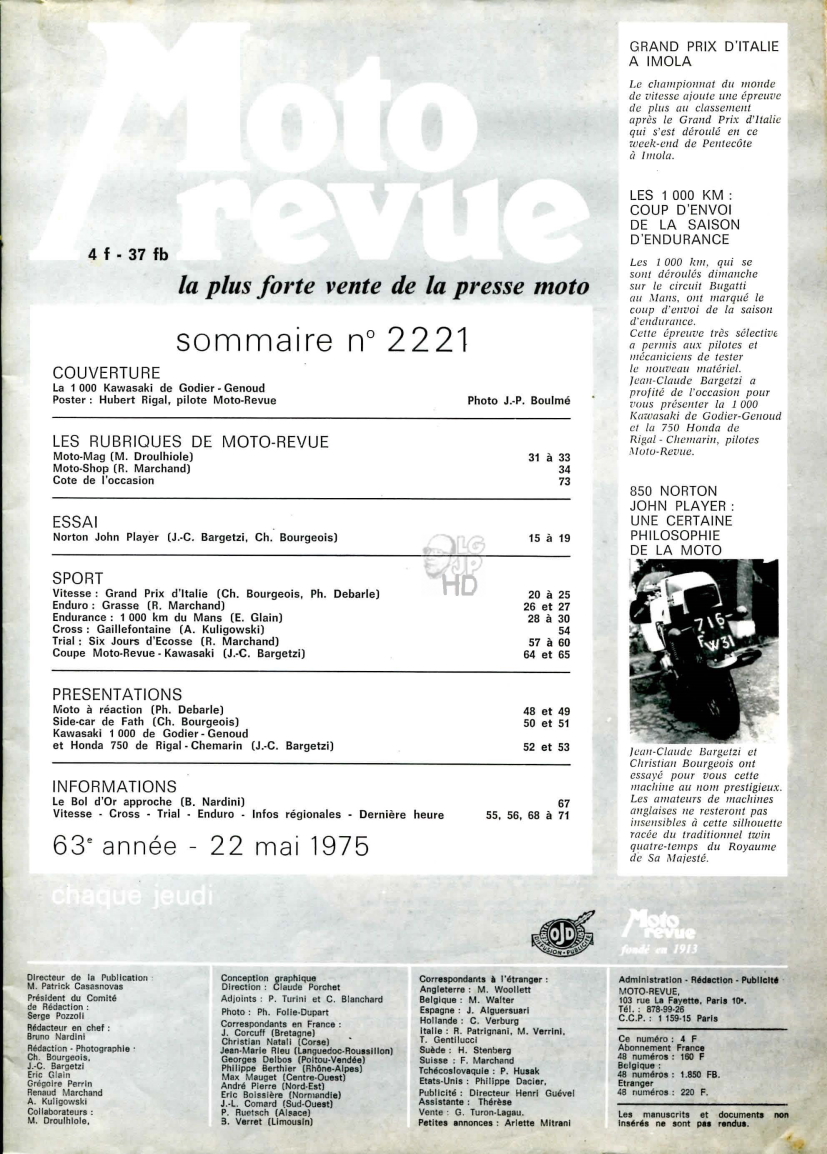 Moto
revue
4 f - 37 fb
la plus forte vente de la presse moto
sommaire n° 2221
COUVERTURE
La 1 000 Kawasaki de Godier - Genoud
Poster : Hubert Rigal, pilote Moto-Revue Photo J.-P. Boulmé
LES RUBRIQUES DE MOTO-REVUE
Moto-Mag (M. Droulhiole) 31 à 33
Moto-Shop (R. Marchand) 34
Cote de l'occasion 73
ESSAI
Norton John Player (J.-C. Bargetzi, Ch. Bourgeois) 15 à 19
SPORT
Vitesse : Grand Prix d'Italie (Ch. Bourgeois, Ph. Debarle) 20 à 25
Enduro : Grasse (R. Marchand) 26 et 27
Endurance : 1 000 km du Mans (E. Glain) 28 à 30
Cross : Gaillefontaine (A. Kuligowski) 54
Trial : Six Jours d'Ecosse (R. Marchand) 57 à 60
Coupe Moto-Revue - Kawasaki (J.-C. Bargetzi) 64 et 65
PRESENTATIONS
Moto à réaction (Ph. Debarle) 48 et 49
Side-car de Fath (Ch. Bourgeois) 50 et 51
Kawasaki 1 000 de Godier - Genoud
et Honda 750 de Rigal - Chemarin (J.-C. Bargetzi) 52 et 53
INFORMATIONS
Le Bol d'Or approche (B. Nardini) 67
Vitesse - Cross - Trial - Enduro - Infos régionales - Dernière heure 55, 56, 68 à 71
63e année - 22 mai 1975
chaque jeudi
GRAND PRIX D'ITALIE
A IMOLA
Le championnat du monde
de vitesse ajoute une épreuve
de plus au classement
après le Grand Prix d'Italie
qui s'est déroulé en ce
week-end de Pentecôte
à Imola.
LES 1 000 KM :
COUP D'ENVOI
DE LA SAISON
D'ENDURANCE
Les 1 000 km, qui se
sont déroulés dimanche
sur le circuit Bugatti
au Mans, ont marqué le
coup d'envoi de la saison
d'endurance.
Cette épreuve très sélective
a permis aux pilotes et
mécaniciens de tester
le nouveau matériel.
Jean-Claude Bargetzi a
profité de l'occasion pour
vous présenter la 1 000
Kawasaki de Godier-Genoud
et la 750 Honda de
Rigal - Chemarin, pilotes
Moto-Revue.
850 NORTON
JOHN PLAYER :
UNE CERTAINE
PHILOSOPHIE
DE LA MOTO
716
W31
Jean-Claude Bargetzi et
Christian Bourgeois ont
essayé pour vous cette
machine au nom prestigieux.
Les amateurs de machines
anglaises ne resteront pas
insensibles à cette silhouette
racée du traditionnel twin
quatre-temps du Royaume
de Sa Majesté.
LG
JP
HD
OJD
DIFFUSION - PUBLICITÉ
Moto
revue
fondé en 1913
Directeur de la Publication :
M. Patrick Casasnovas
Président du Comité
de Rédaction :
Serge Pozzoli
Rédacteur en chef :
Bruno Nardini
Rédaction - Photographie :
Ch. Bourgeois,
J.-C. Bargetzi
Eric Glain
Grégoire Perrin
Renaud Marchand
A. Kuligowski
Collaborateurs :
M. Droulhiole,
Conception graphique
Direction : Claude Porchet
Adjoints : P. Turini et C. Blanchard
Photo : Ph. Folie-Dupart
Correspondants en France :
J. Corcuff (Bretagne)
Christian Natali (Corse)
Jean-Marie Rieu (Languedoc-Roussillon)
Georges Delbos (Poitou-Vendée)
Philippe Berthier (Rhône-Alpes)
Max Mauget (Centre-Ouest)
André Pierre (Nord-Est)
Eric Boissière (Normandie)
J.-L. Comard (Sud-Ouest)
P. Ruetsch (Alsace)
B. Verret (Limousin)
Correspondants à l'étranger :
Angleterre : M. Woollett
Belgique : M. Walter
Espagne : J. Alguersuari
Hollande : C. Verburg
Italie : R. Patrignani, M. Verrini,
T. Gentilucci
Suède : H. Stenberg
Suisse : F. Marchand
Tchécoslovaquie : P. Husak
Etats-Unis : Philippe Dacier,
Publicité : Directeur Henri Guével
Assistante : Thérèse
Vente : G. Turon-Lagau.
Petites annonces : Arlette Mitrani
Administration - Rédaction - Publicité
MOTO-REVUE,
103 rue La Fayette, Paris 10e.
Tél. : 878-99-26
C.C.P. : 1 159-15 Paris
Ce numéro : 4 F
Abonnement France
48 numéros : 160 F
Belgique :
48 numéros : 1.850 FB.
Etranger
48 numéros : 220 F.
Les manuscrits et documents non
insérés ne sont pas rendus.